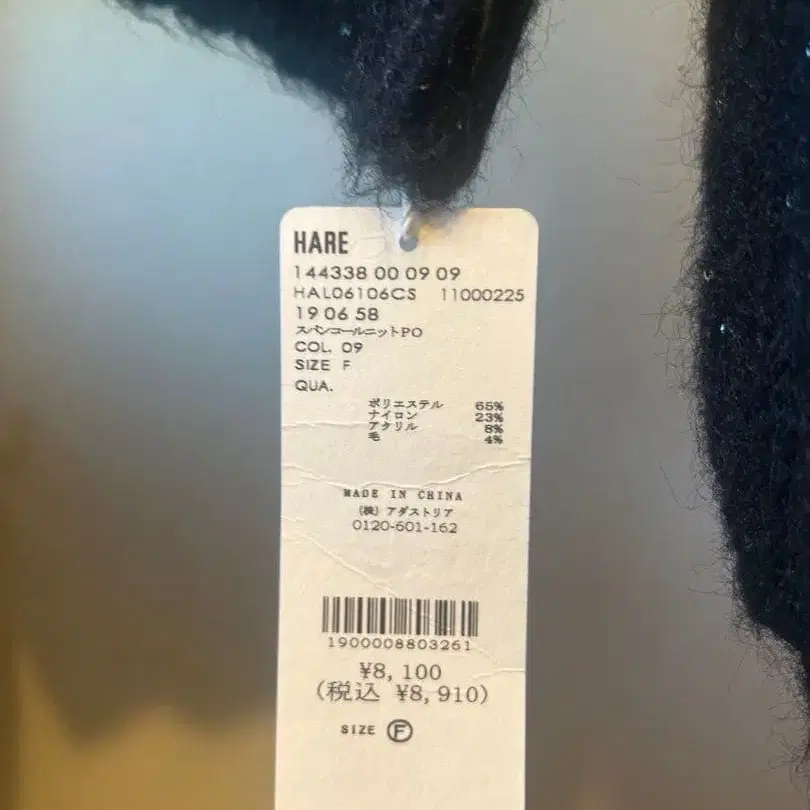 HARE
144338 00 09 09
HAL06106CS 11000225
19 06 58
スパンコールニットPO
COL. 09
SIZE F
QUA.
ポリエステル 65%
ナイロン 23%
アクリル 8%
毛 4%
MADE IN CHINA
(株) アダストリア
0120-601-162
1900008803261
¥8,100
(税込 ¥8,910)
SIZE F